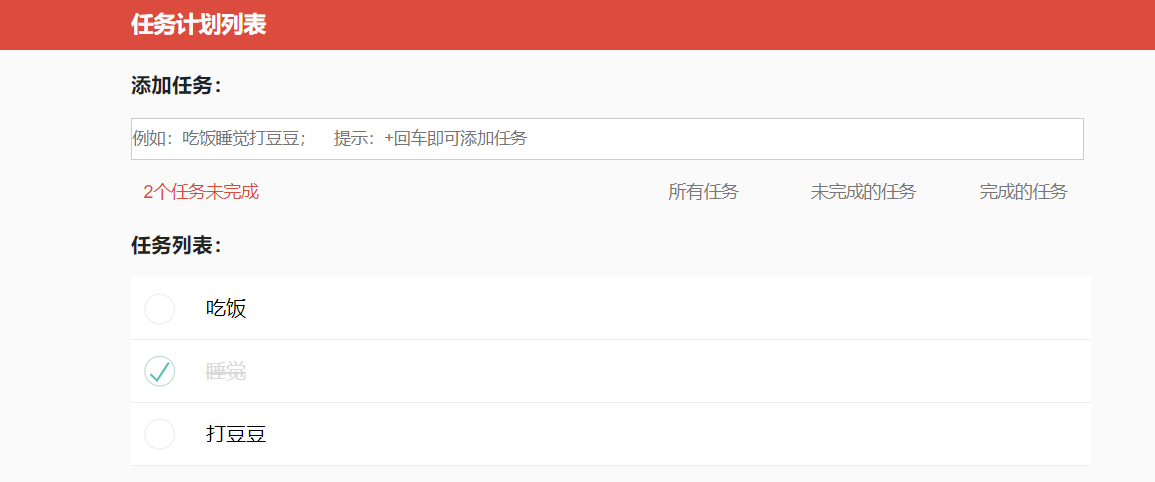 任务计划列表
添加任务：
例如：吃饭睡觉打豆豆； 提示：+回车即可添加任务
2个任务未完成 所有任务 未完成的任务 完成的任务
任务列表：
吃饭
睡觉
打豆豆